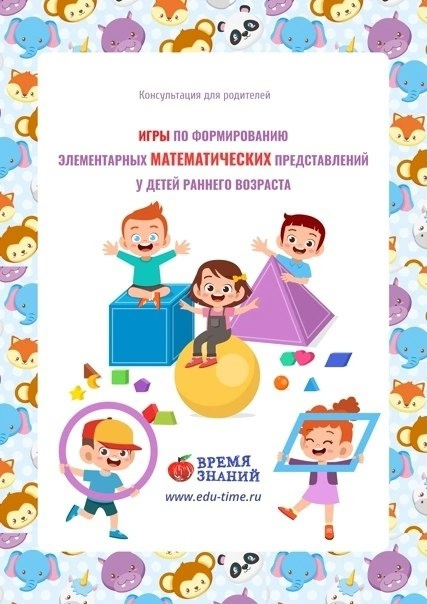 Консультация для родителей
ИГРЫ ПО ФОРМИРОВАНИЮ
ЭЛЕМЕНТАРНЫХ МАТЕМАТИЧЕСКИХ ПРЕДСТАВЛЕНИЙ
У ДЕТЕЙ РАННЕГО ВОЗРАСТА
ВРЕМЯ
ЗНАНИЙ
www.edu-time.ru